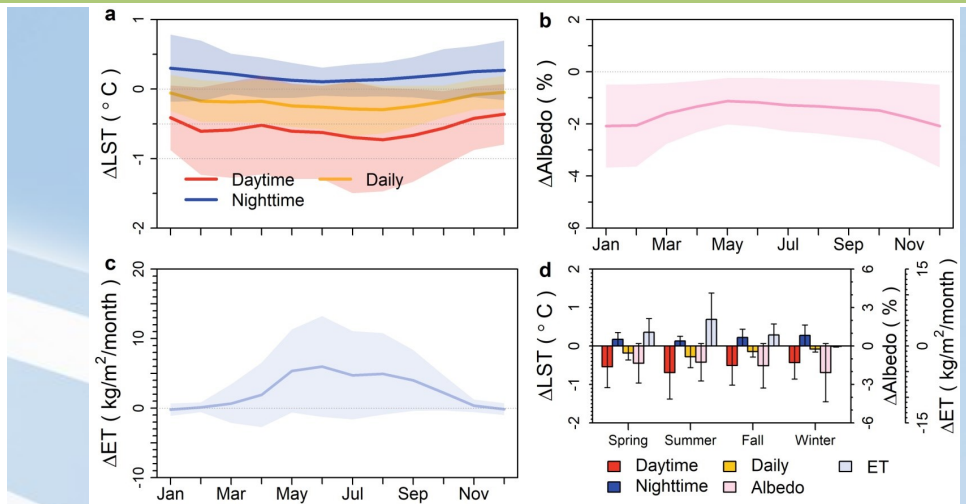 a
ΔLST ( ° C )
1
0
-1
-2
Daytime
Daily
Nighttime
b
ΔAlbedo ( % )
2
0
-2
-4
-6
Jan Mar May Jul Sep Nov
c
ΔET ( kg/m²/month)
20
10
0
-10
Jan Mar May Jul Sep Nov
d
ΔLST ( ° C )
2
1
0
-1
-2
6
3
0
-3
-6
ΔAlbedo ( % )
15
0
-15
ΔET ( kg/m²/month)
Spring Summer Fall Winter
Daytime Daily ET
Nighttime Albedo